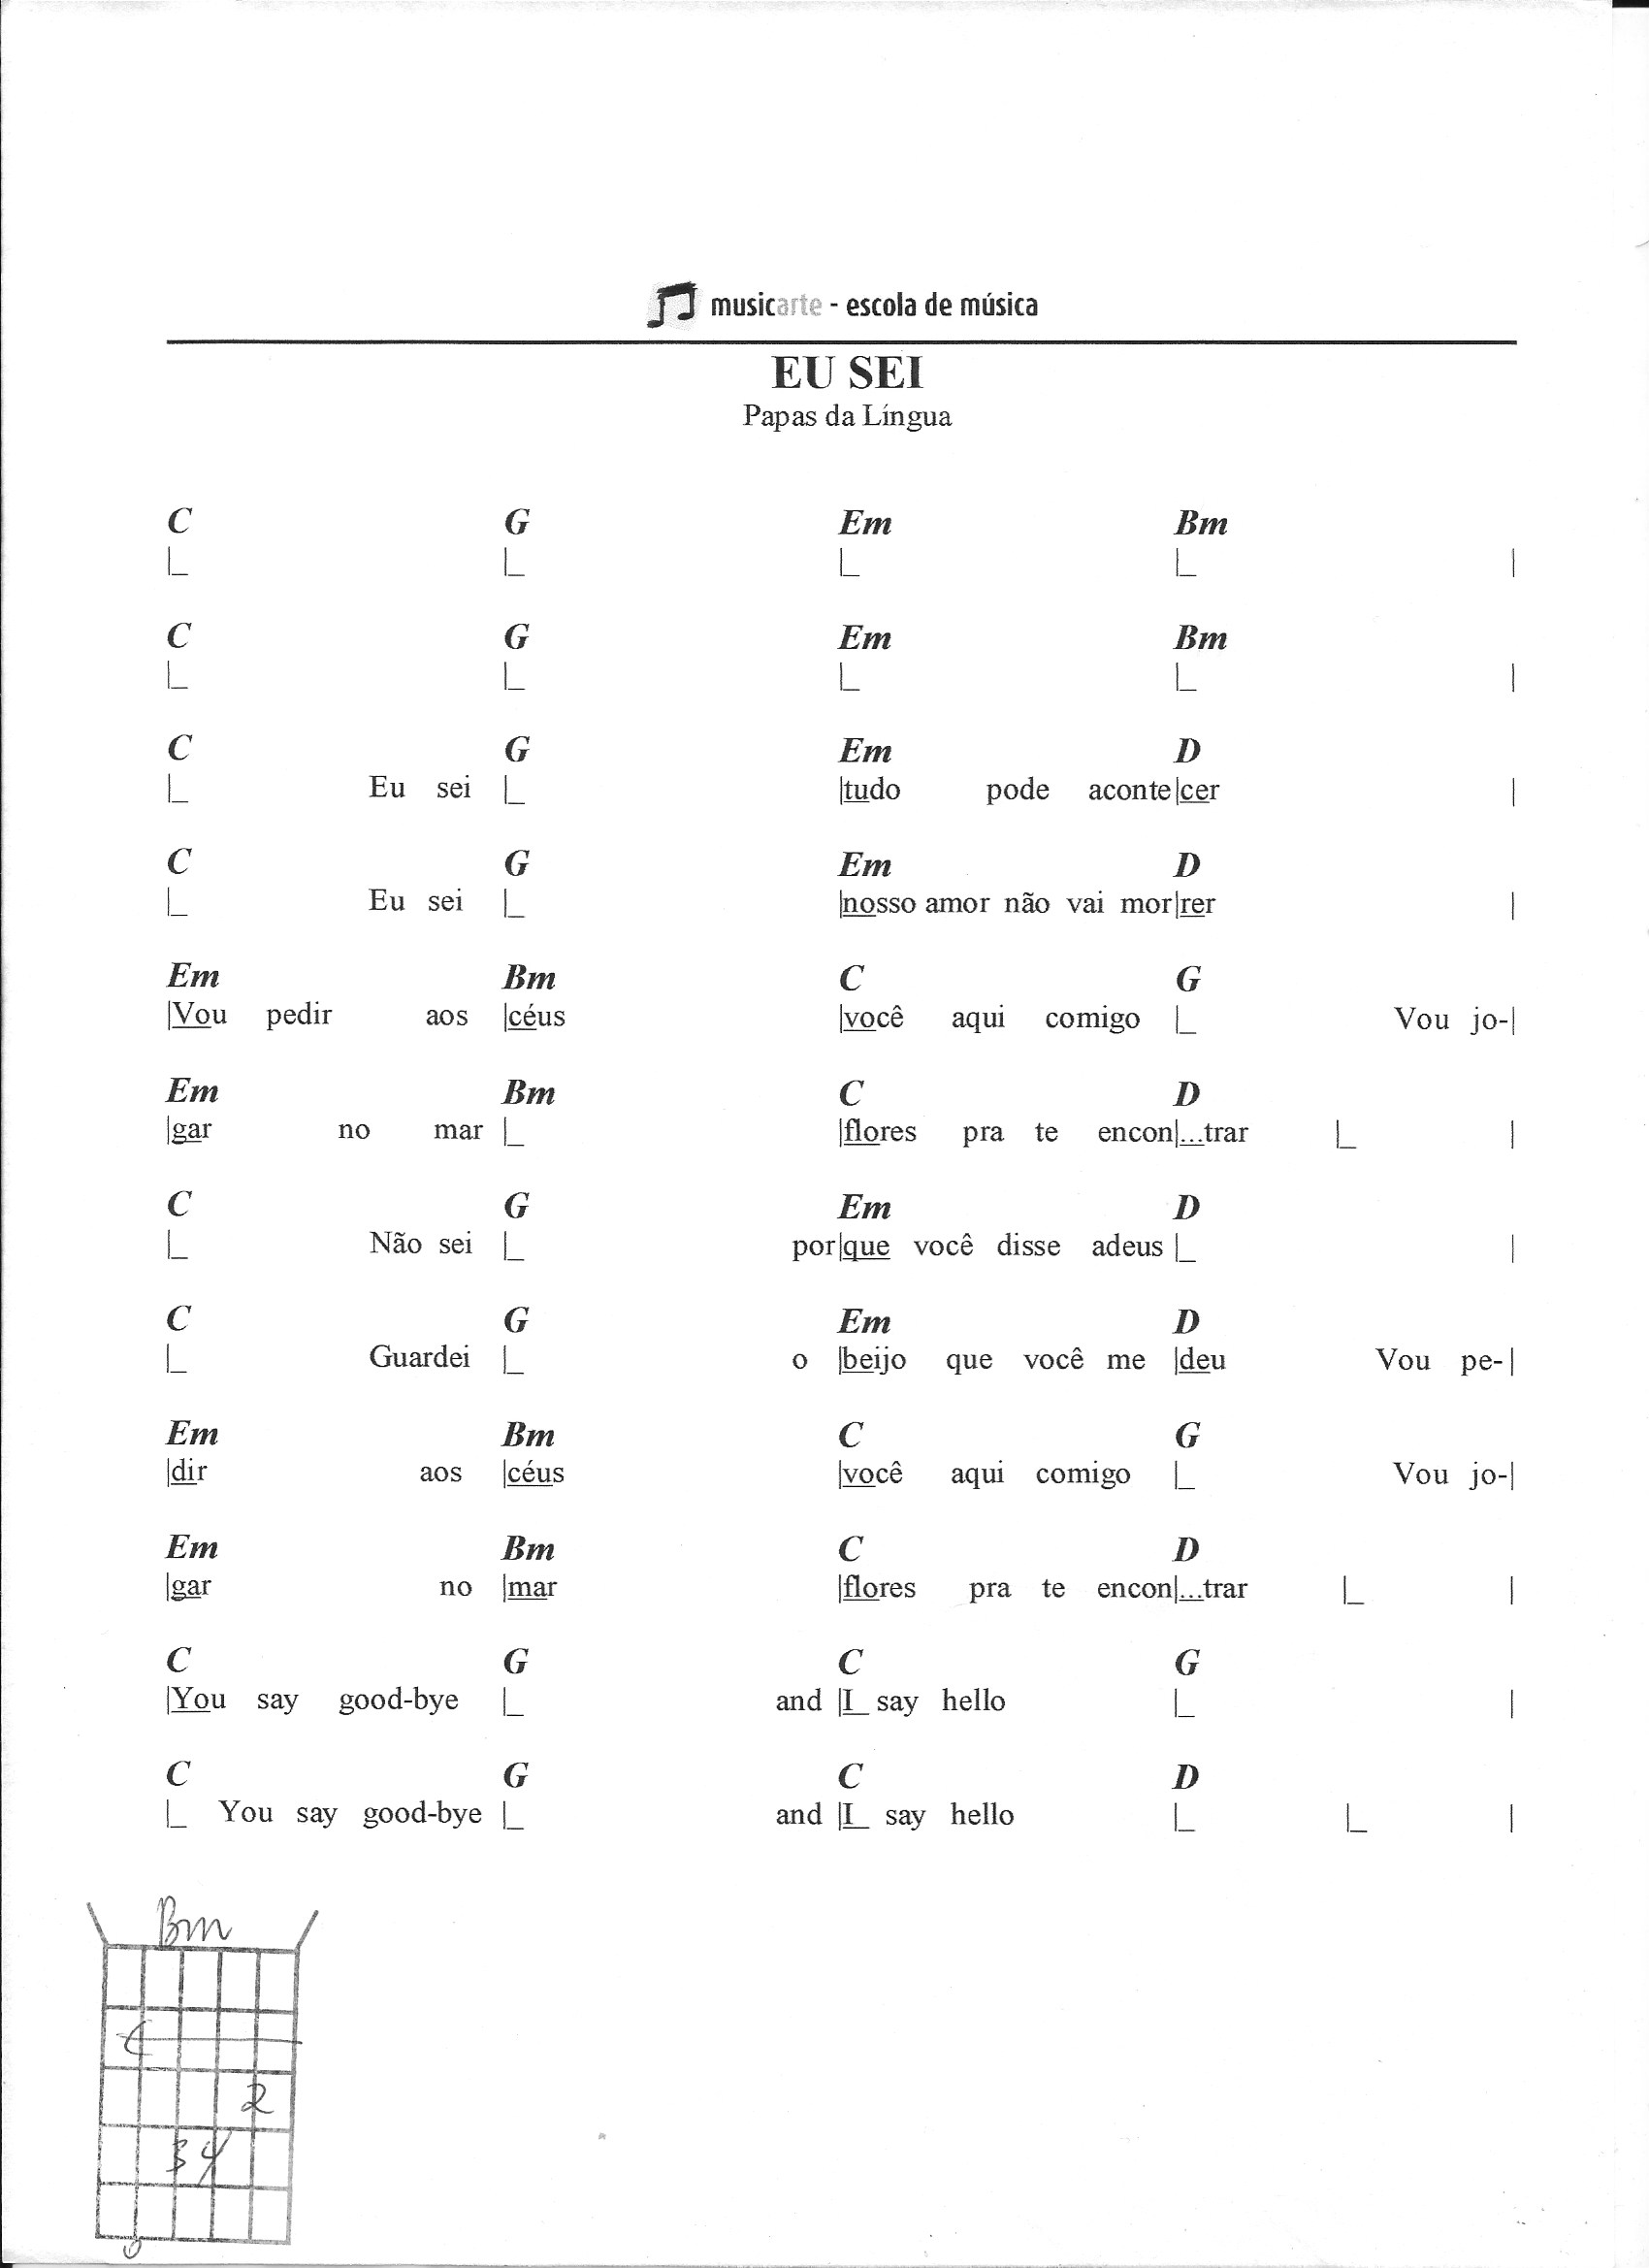 musicarte - escola de música
EU SEI
Papas da Língua
C G Em Bm
|_ |_ |_ |_ |
C G Em Bm
|_ |_ |_ |_ |
C G Em D
|_ Eu sei |_ |tudo pode aconte|cer |
C G Em D
|_ Eu sei |_ |nosso amor não vai mor|rer |
Em Bm C G
|Vou pedir aos |céus |você aqui comigo |_ Vou jo-|
Em Bm C D
|gar no mar |_ |flores pra te encon|...trar |_ |
C G Em D
|_ Não sei |_ por|que você disse adeus |_ |
C G Em D
|_ Guardei |_ o |beijo que você me |deu Vou pe-|
Em Bm C G
|dir aos |céus |você aqui comigo |_ Vou jo-|
Em Bm C D
|gar no |mar |flores pra te encon|...trar |_ |
C G C G
|You say good-bye |_ and |I say hello |_ |
C G C D
|_ You say good-bye |_ and |I say hello |_ |_ |
Bm
C
2
3 4